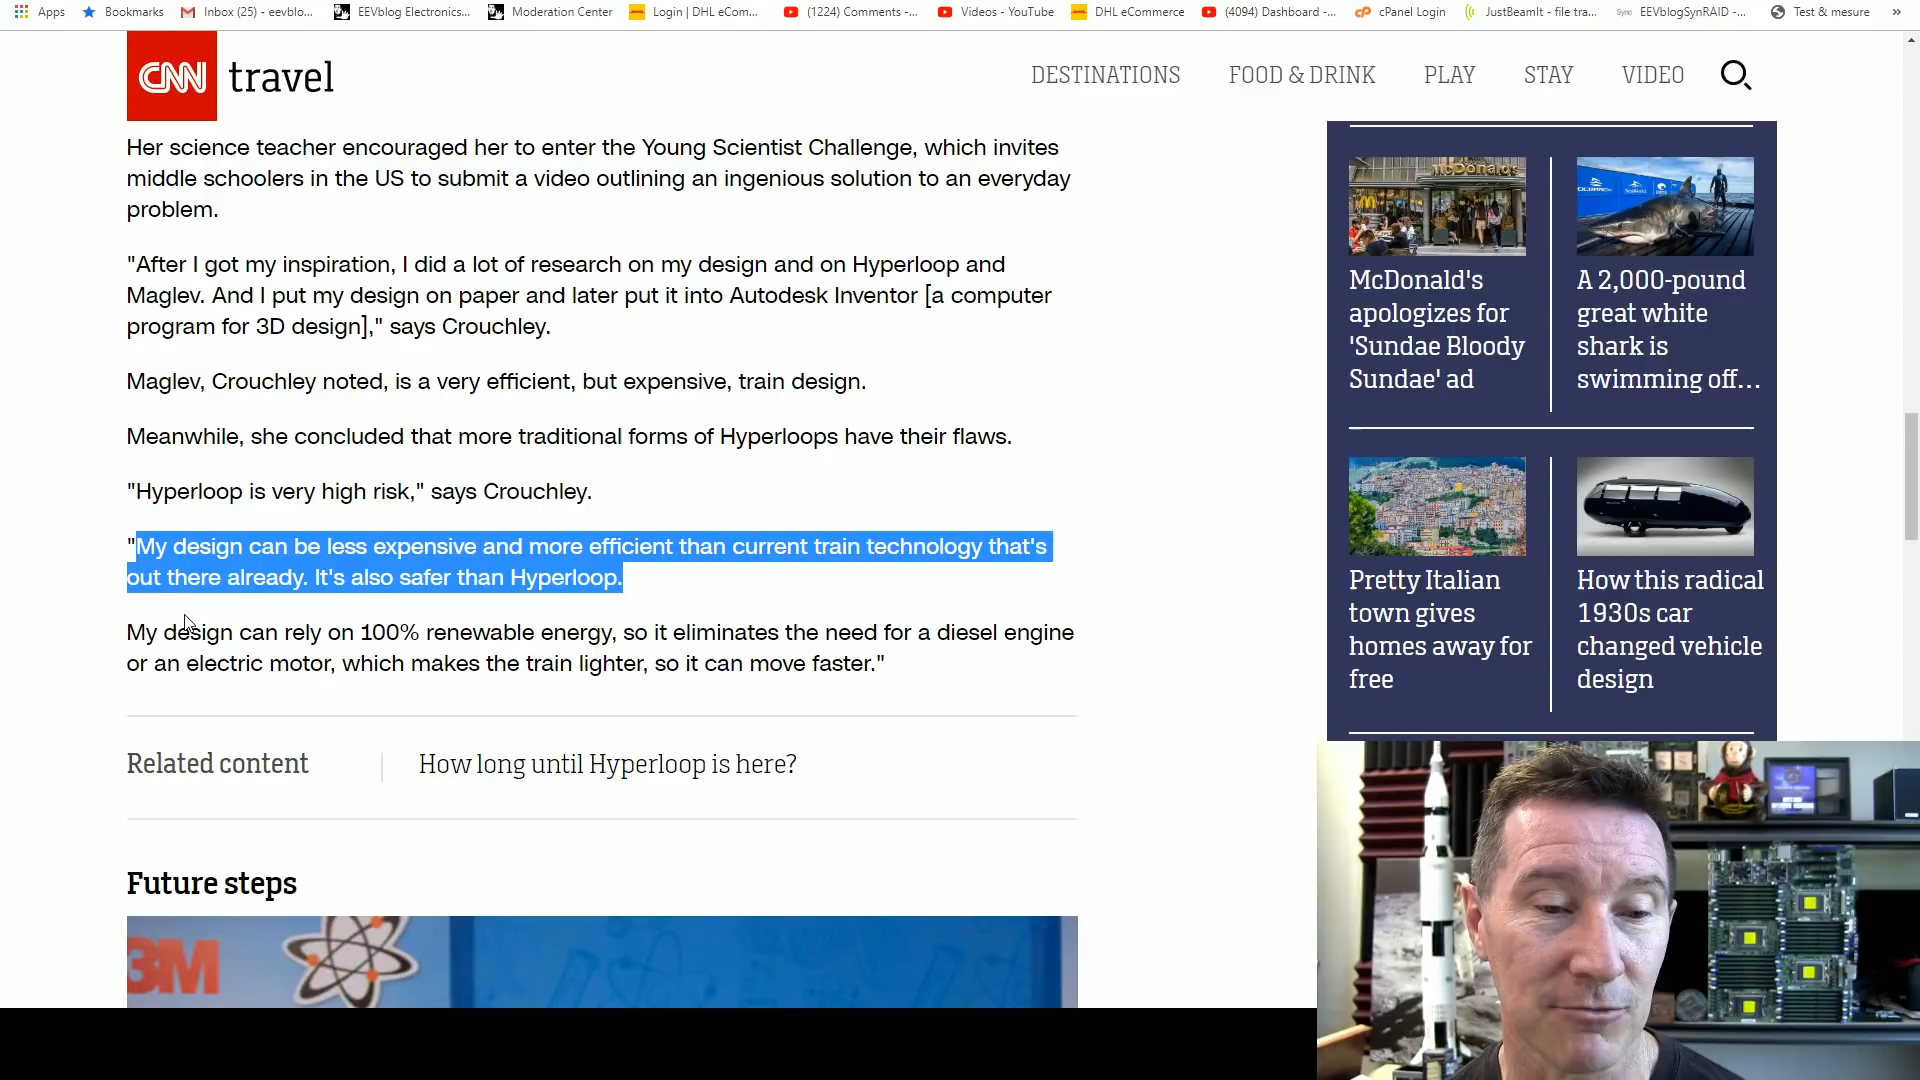 Apps
Bookmarks
Inbox (25) - eevblo...
EEVblog Electronics...
Moderation Center
Login | DHL eCom...
(1224) Comments -...
Videos - YouTube
DHL eCommerce
(4094) Dashboard -...
cPanel Login
JustBeamIt - file tra...
EEVblogSynRAID -...
Test & mesure
»
CNN travel
DESTINATIONS
FOOD & DRINK
PLAY
STAY
VIDEO
Her science teacher encouraged her to enter the Young Scientist Challenge, which invites
middle schoolers in the US to submit a video outlining an ingenious solution to an everyday
problem.
"After I got my inspiration, I did a lot of research on my design and on Hyperloop and
Maglev. And I put my design on paper and later put it into Autodesk Inventor [a computer
program for 3D design]," says Crouchley.
Maglev, Crouchley noted, is a very efficient, but expensive, train design.
Meanwhile, she concluded that more traditional forms of Hyperloops have their flaws.
"Hyperloop is very high risk," says Crouchley.
"My design can be less expensive and more efficient than current train technology that's
out there already. It's also safer than Hyperloop.
My design can rely on 100% renewable energy, so it eliminates the need for a diesel engine
or an electric motor, which makes the train lighter, so it can move faster."
Related content
How long until Hyperloop is here?
Future steps
3M
McDonald's
McDonald's
apologizes for
'Sundae Bloody
Sundae' ad
A 2,000-pound
great white
shark is
swimming off...
Pretty Italian
town gives
homes away for
free
How this radical
1930s car
changed vehicle
design